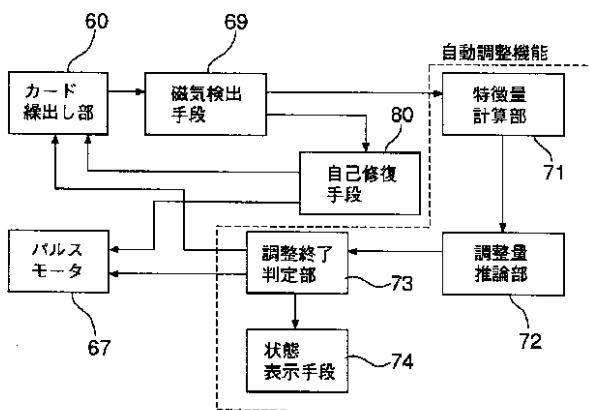 60
カード
繰出し部
69
磁気検出
手段
自動調整機能
特徴量
計算部
71
80
自己修復
手段
パルス
モータ
67
調整終了
判定部
73
調整量
推論部
72
状態
表示手段
74